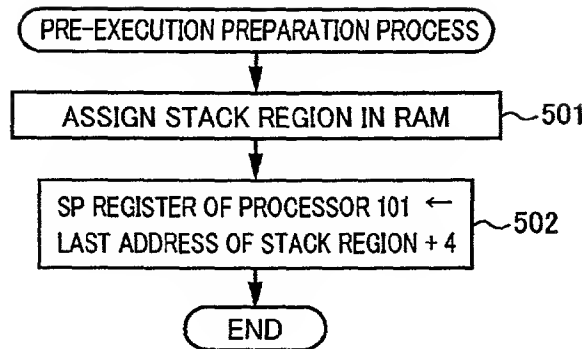 PRE-EXECUTION PREPARATION PROCESS
ASSIGN STACK REGION IN RAM
501
SP REGISTER OF PROCESSOR 101 ←
LAST ADDRESS OF STACK REGION + 4
502
END